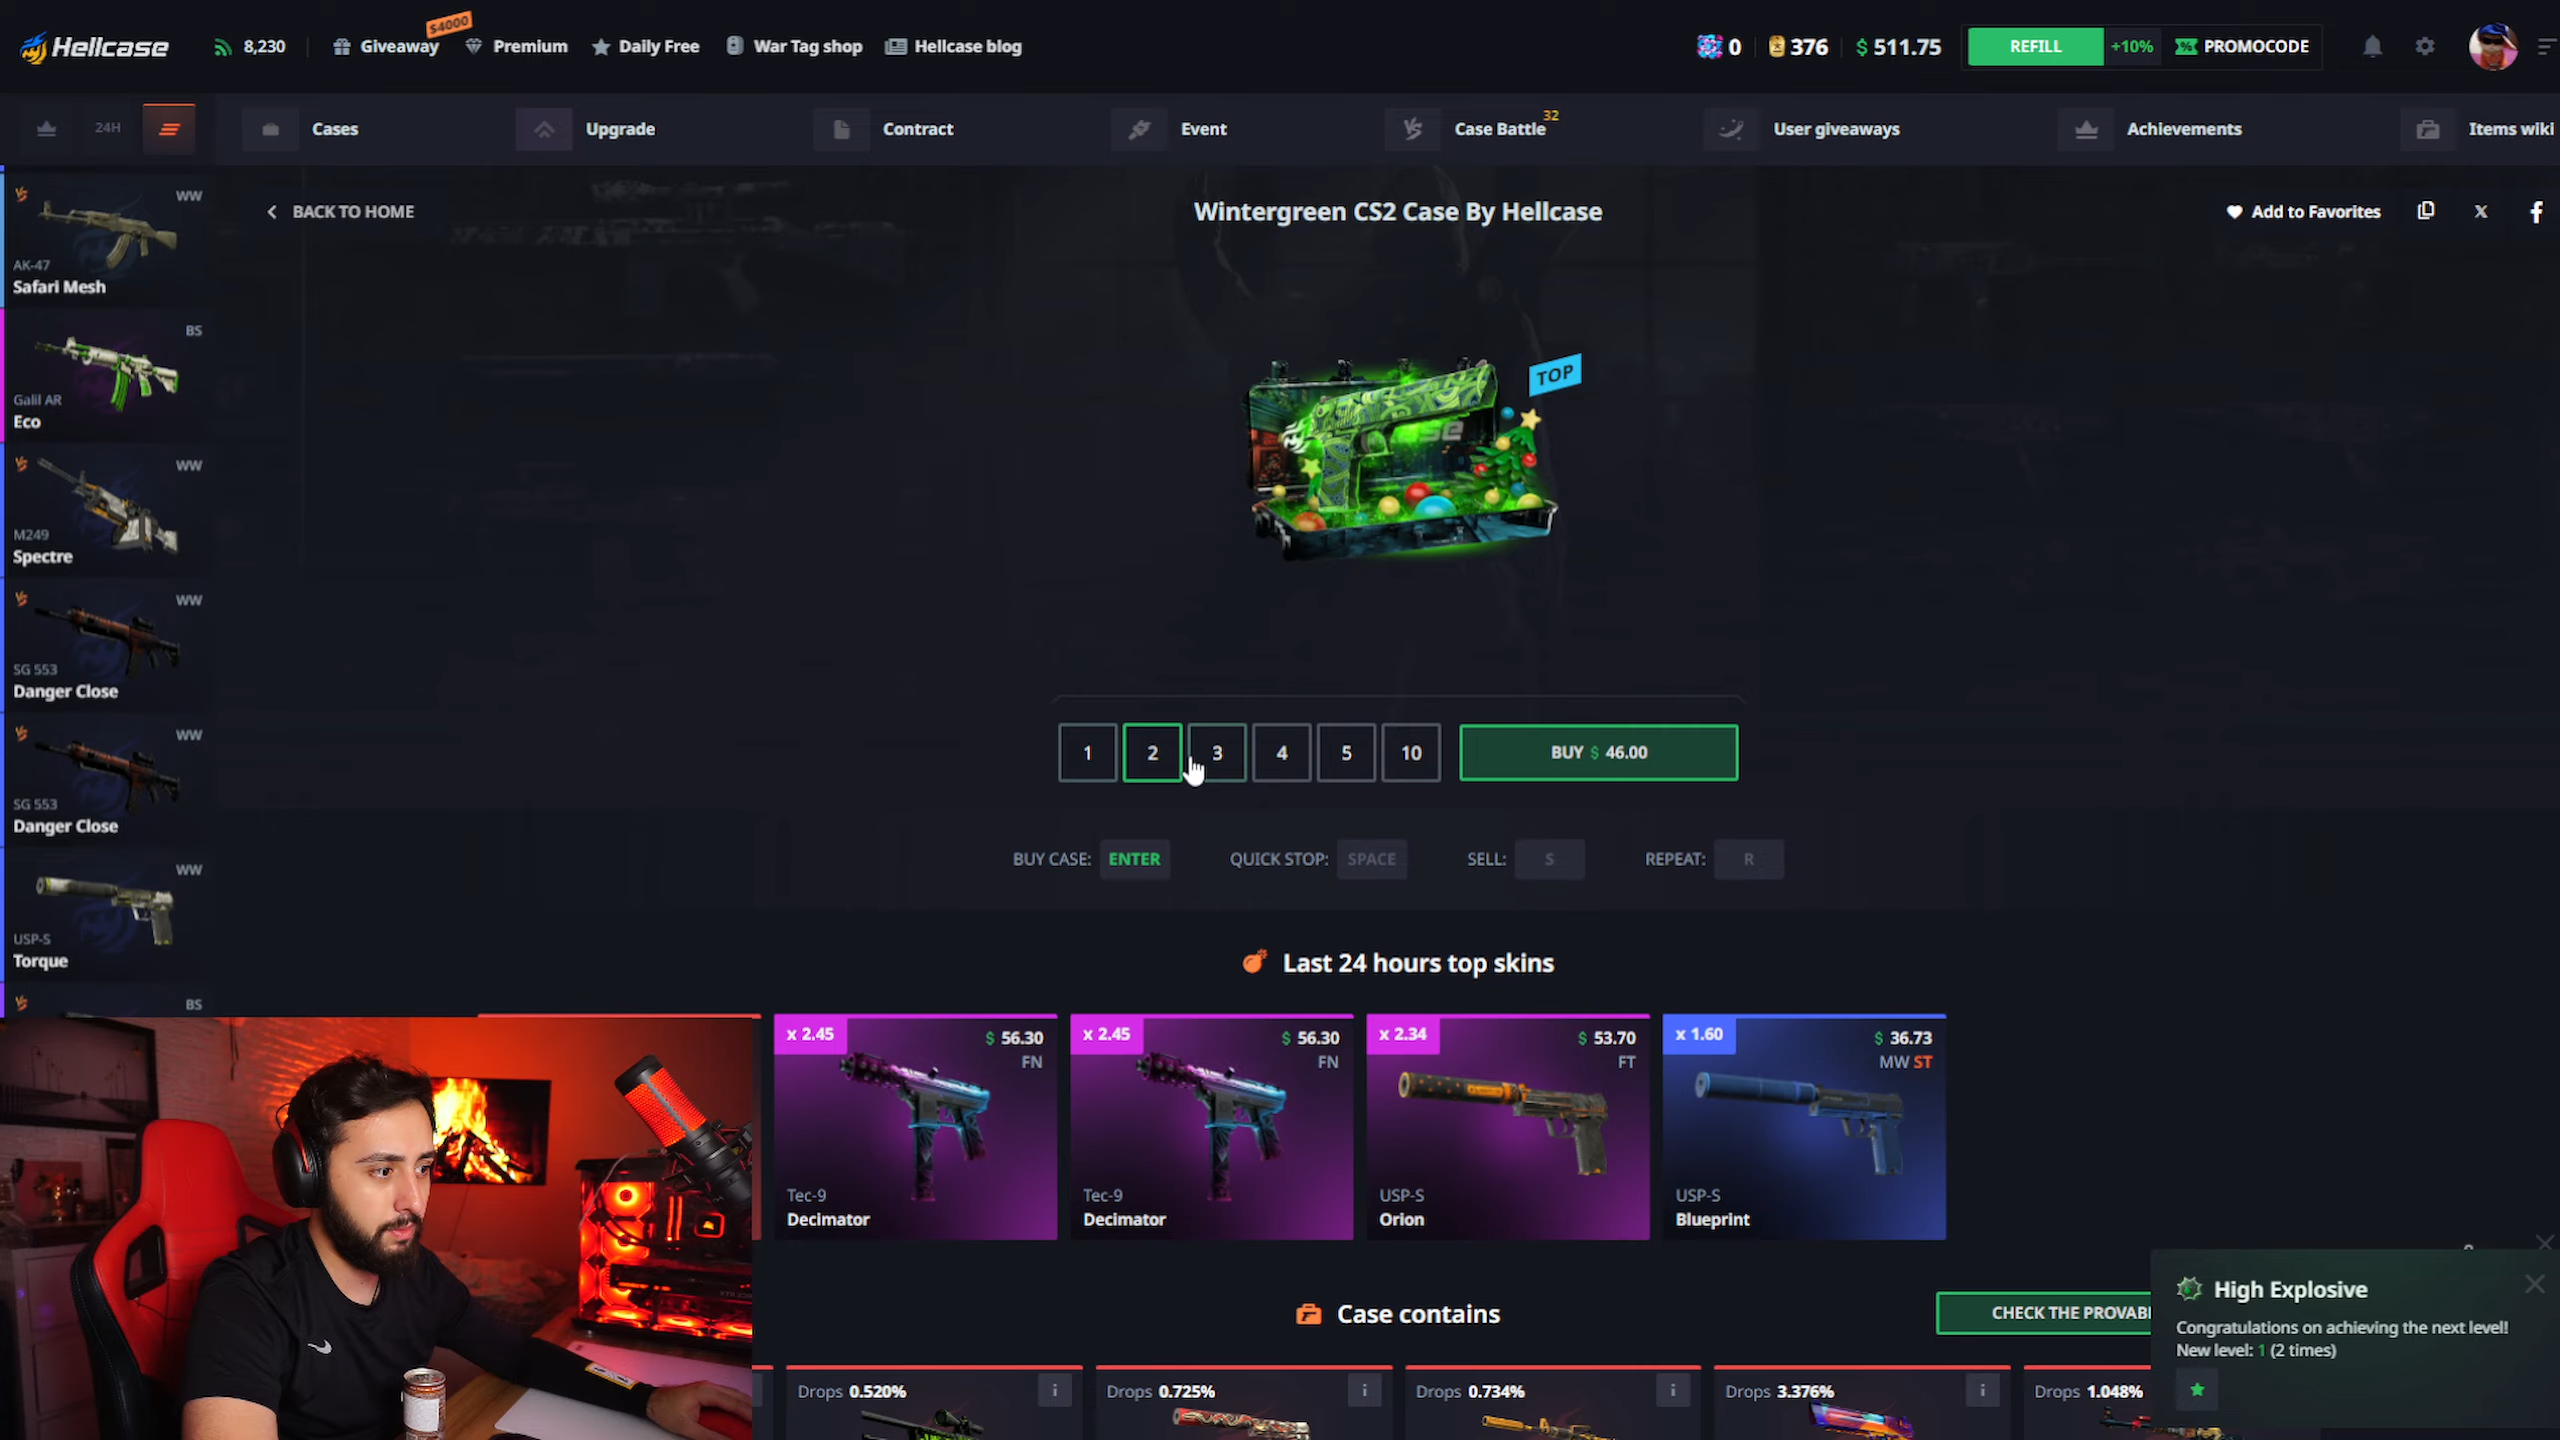 Hellcase
8,230
Giveaway
$4000
Premium
Daily Free
War Tag shop
Hellcase blog
0
376
$ 511.75
REFILL
+10%
PROMOCODE
24H
Cases
Upgrade
Contract
Event
Case Battle
32
User giveaways
Achievements
Items wiki
BACK TO HOME
Wintergreen CS2 Case By Hellcase
Add to Favorites
WW
AK-47
Safari Mesh
BS
Galil AR
Eco
WW
M249
Spectre
WW
SG 553
Danger Close
WW
SG 553
Danger Close
WW
USP-S
Torque
BS
TOP
1
2
3
4
5
10
BUY $ 46.00
BUY CASE: ENTER
QUICK STOP: SPACE
SELL: S
REPEAT: R
Last 24 hours top skins
x 2.45
$ 56.30
FN
Tec-9
Decimator
x 2.45
$ 56.30
FN
Tec-9
Decimator
x 2.34
$ 53.70
FT
USP-S
Orion
x 1.60
$ 36.73
MW ST
USP-S
Blueprint
Case contains
CHECK THE PROVAB
Drops 0.520%
Drops 0.725%
Drops 0.734%
Drops 3.376%
Drops 1.048%
High Explosive
Congratulations on achieving the next level!
New level: 1 (2 times)